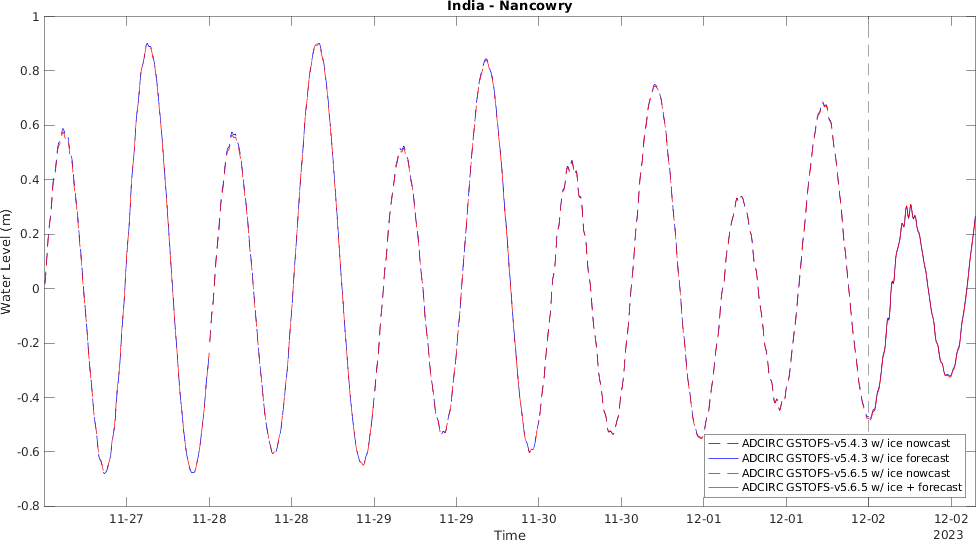 India - Nancowry
Water Level (m)
1
0.8
0.6
0.4
0.2
0
-0.2
-0.4
-0.6
-0.8
ADCIRC GSTOFS-v5.4.3 w/ ice nowcast
ADCIRC GSTOFS-v5.4.3 w/ ice forecast
ADCIRC GSTOFS-v5.6.5 w/ ice nowcast
ADCIRC GSTOFS-v5.6.5 w/ ice + forecast
11-27 11-28 11-28 11-29 11-29 11-30 11-30 12-01 12-01 12-02 12-02
2023
Time